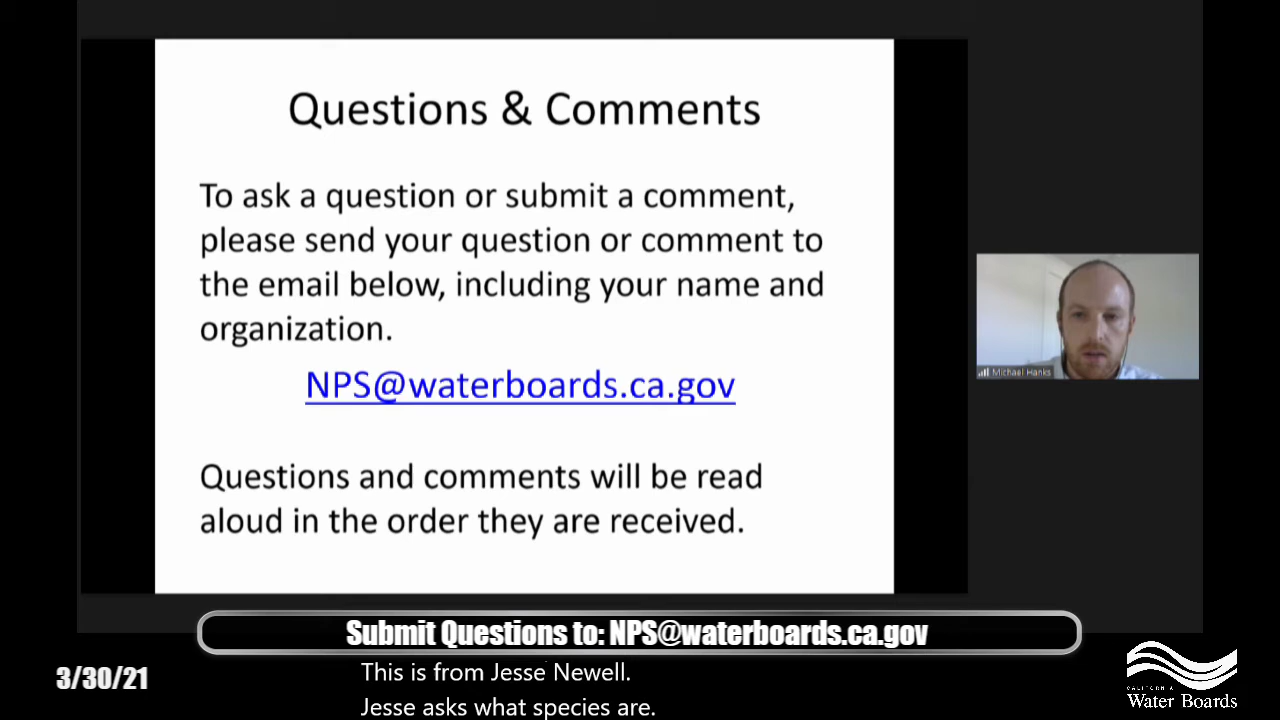 Questions & Comments
To ask a question or submit a comment,
please send your question or comment to
the email below, including your name and
organization.
NPS@waterboards.ca.gov
Questions and comments will be read
aloud in the order they are received.
Michael Hanks
Submit Questions to: NPS@waterboards.ca.gov
3/30/21
This is from Jesse Newell.
Jesse asks what species are.
CALIFORNIA
Water Boards